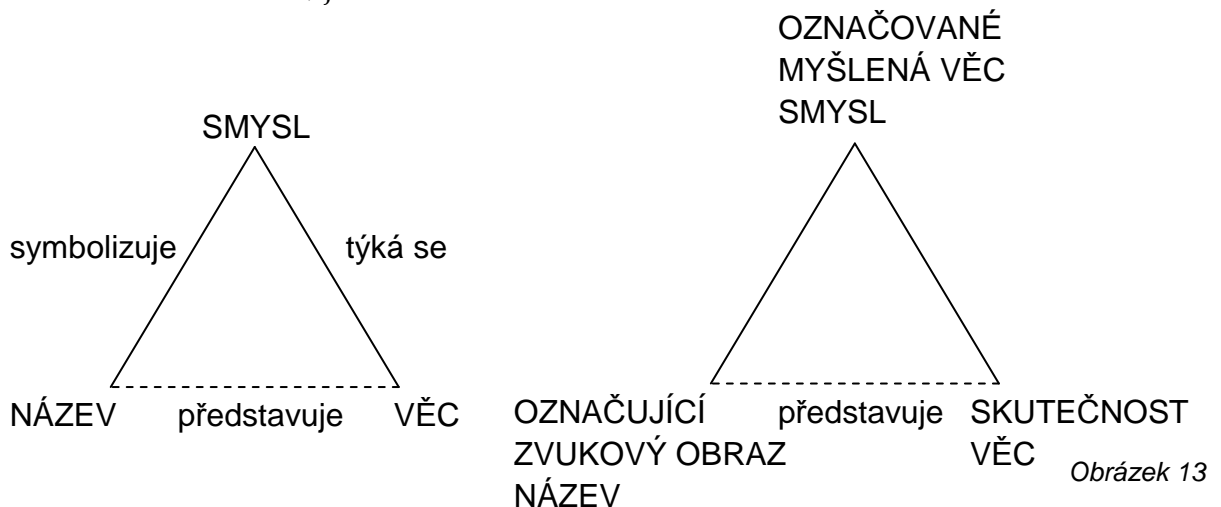 SMYSL
symbolizuje
týká se
NÁZEV
představuje
VĚC
OZNAČOVANÉ
MYŠLENÁ VĚC
SMYSL
OZNAČUJÍCÍ
ZVUKOVÝ OBRAZ
NÁZEV
představuje
SKUTEČNOST
VĚC
Obrázek 13